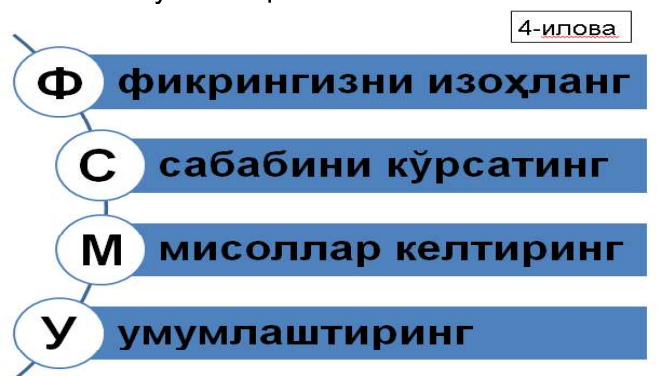 4-илова
Ф фикрингизни изоҳланг
С сабабини кўрсатинг
М мисоллар келтиринг
У умумлаштиринг